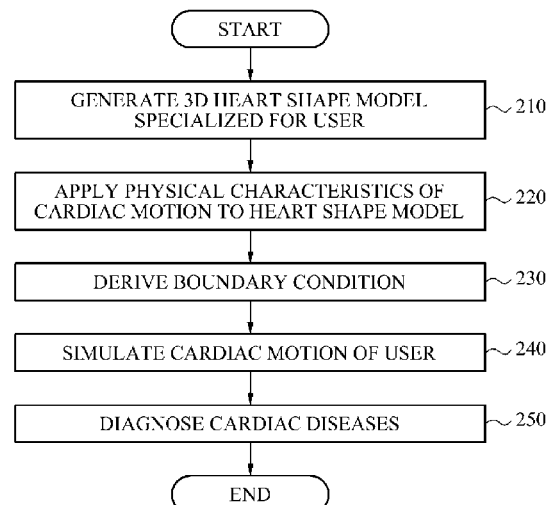 START
GENERATE 3D HEART SHAPE MODEL
SPECIALIZED FOR USER
210
APPLY PHYSICAL CHARACTERISTICS OF
CARDIAC MOTION TO HEART SHAPE MODEL
220
DERIVE BOUNDARY CONDITION
230
SIMULATE CARDIAC MOTION OF USER
240
DIAGNOSE CARDIAC DISEASES
250
END